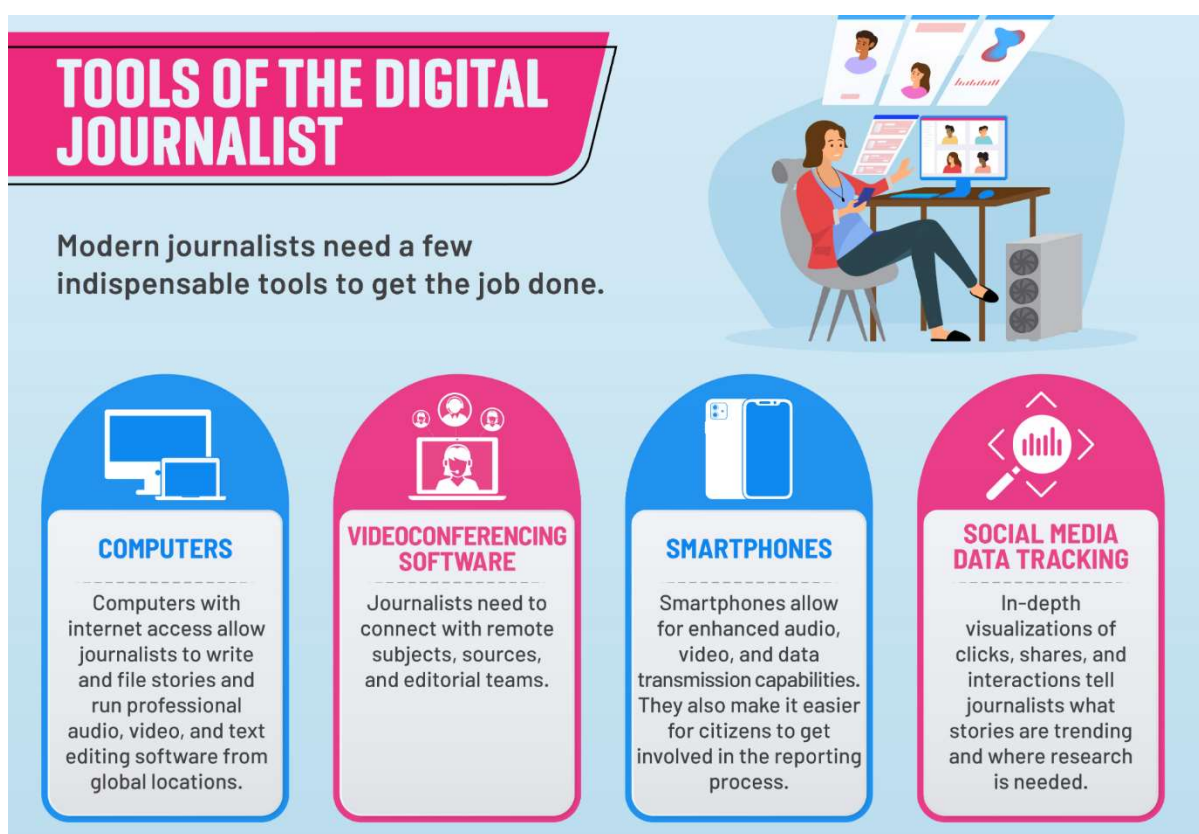 TOOLS OF THE DIGITAL
JOURNALIST
Modern journalists need a few
indispensable tools to get the job done.
COMPUTERS
Computers with
internet access allow
journalists to write
and file stories and
run professional
audio, video, and text
editing software from
global locations.
VIDEOCONFERENCING
SOFTWARE
Journalists need to
connect with remote
subjects, sources,
and editorial teams.
SMARTPHONES
Smartphones allow
for enhanced audio,
video, and data
transmission capabilities.
They also make it easier
for citizens to get
involved in the reporting
process.
SOCIAL MEDIA
DATA TRACKING
In-depth
visualizations of
clicks, shares, and
interactions tell
journalists what
stories are trending
and where research
is needed.